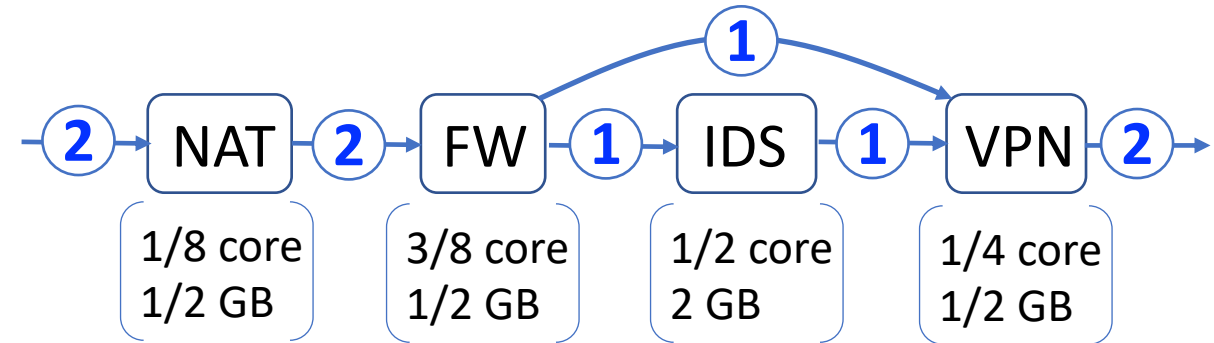 1
2 NAT 2 FW 1 IDS 1 VPN 2
1/8 core 3/8 core 1/2 core 1/4 core
1/2 GB 1/2 GB 2 GB 1/2 GB